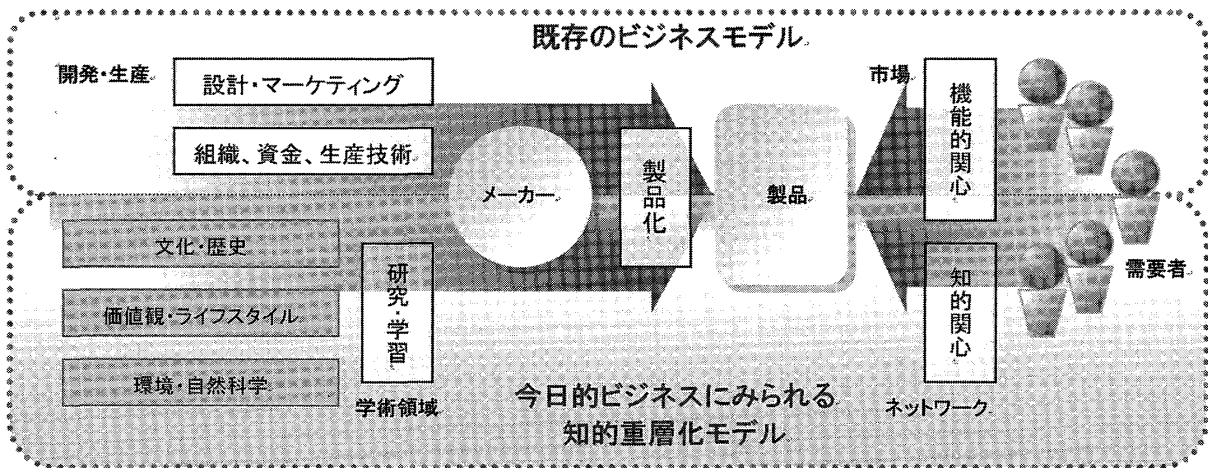 既存のビジネスモデル
開発・生産
設計・マーケティング
組織、資金、生産技術
メーカー
製品化
製品
市場
機能的関心
文化・歴史
価値観・ライフスタイル
環境・自然科学
研究・学習
学術領域
今日的ビジネスにみられる
知的重層化モデル
知的関心
ネットワーク
需要者